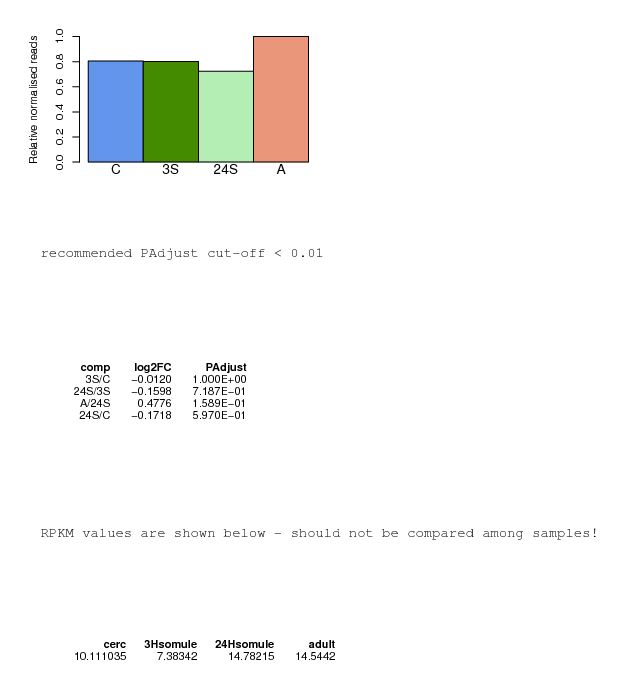 Relative normalised reads
1.0
0.8
0.6
0.4
0.2
0.0
C 3S 24S A
recommended PAdjust cut-off < 0.01
comp log2FC PAdjust
3S/C −0.0120 1.000E+00
24S/3S −0.1598 7.187E−01
A/24S 0.4776 1.589E−01
24S/C −0.1718 5.970E−01
RPKM values are shown below - should not be compared among samples!
cerc 3Hsomule 24Hsomule adult
10.111035 7.38342 14.78215 14.5442